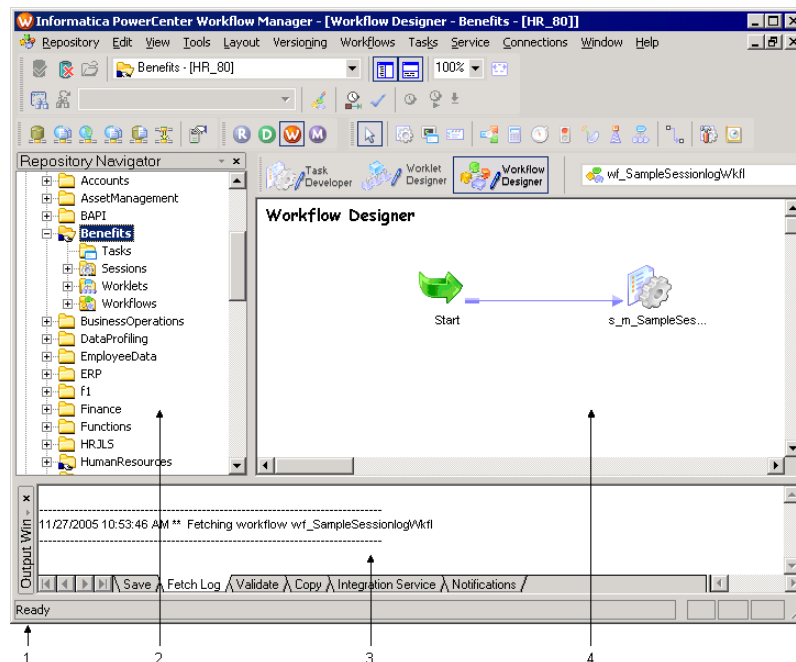 Informatica PowerCenter Workflow Manager - [Workflow Designer - Benefits - [HR_80]]
Repository Edit View Tools Layout Versioning Workflows Tasks Service Connections Window Help
Benefits - [HR_80]
100%
R D W M
Repository Navigator
Task Developer
Worklet Designer
Workflow Designer
wf_SampleSessionlogWkfl
Accounts
AssetManagement
BAPI
Benefits
Tasks
Sessions
Worklets
Workflows
BusinessOperations
DataProfiling
EmployeeData
ERP
f1
Finance
Functions
HRJLS
HumanResources
Workflow Designer
Start
s_m_SampleSes...
Output Win
11/27/2005 10:53:46 AM ** Fetching workflow wf_SampleSessionlogWkfl
Save Fetch Log Validate Copy Integration Service Notifications
Ready
1 2 3 4